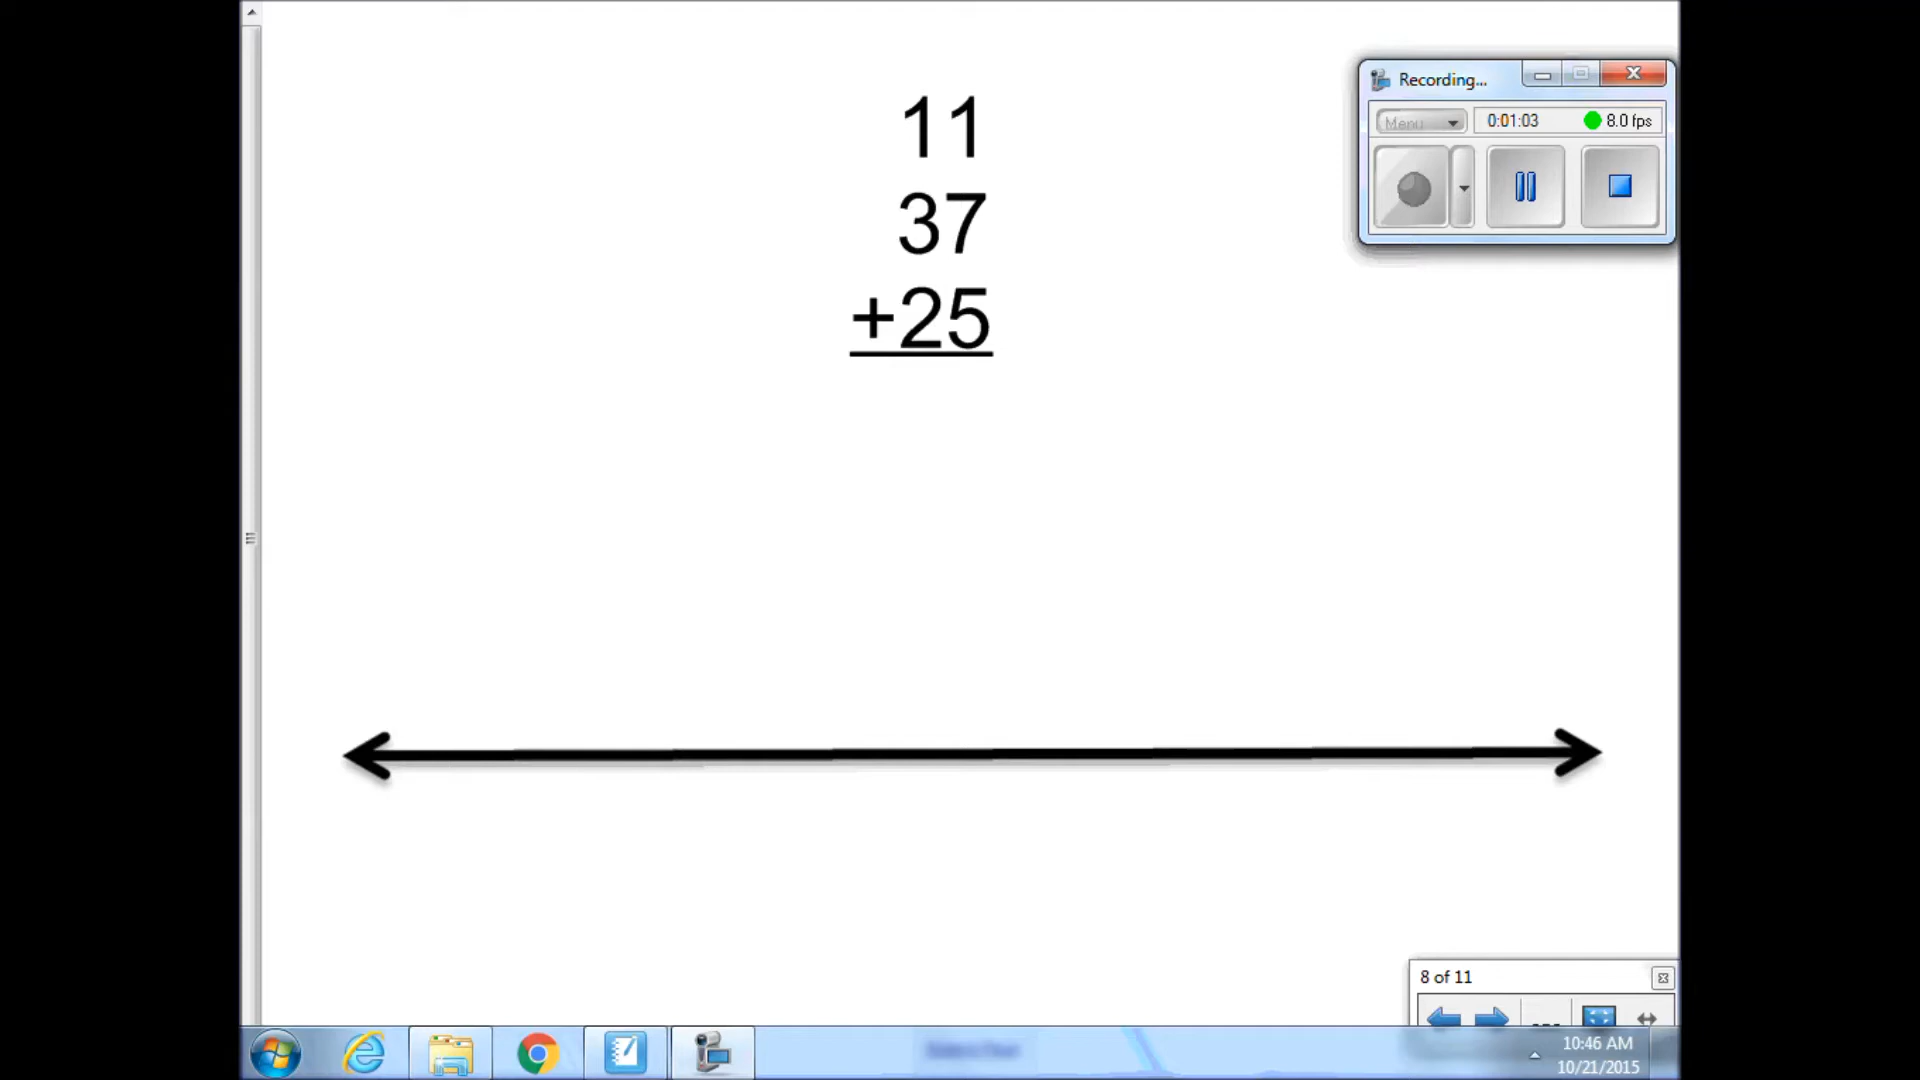 11
37
+25
Recording...
Menu
0:01:03
8.0 fps
8 of 11
10:46 AM
10/21/2015